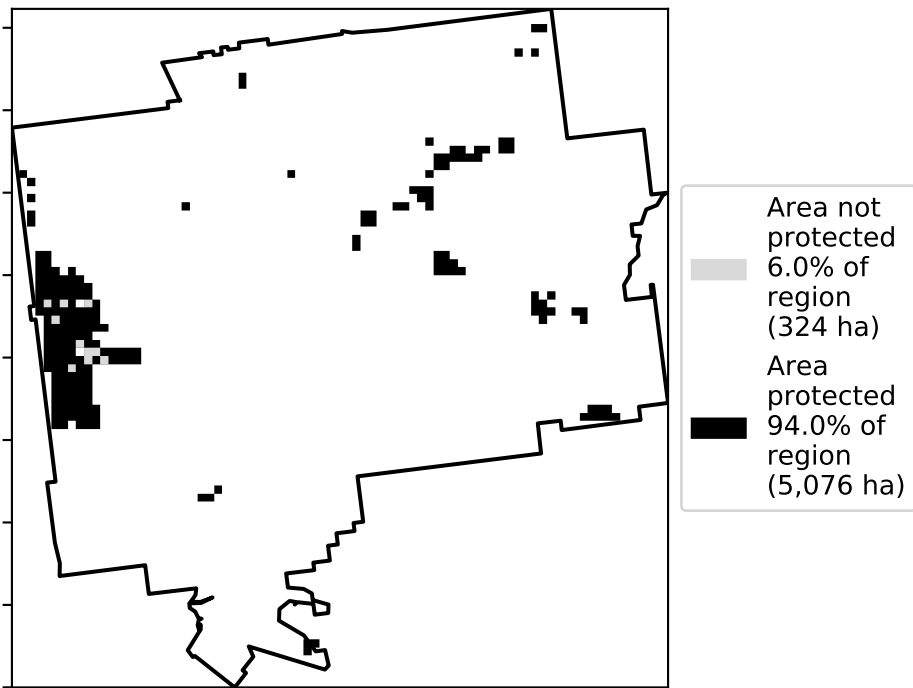 Area not
protected
6.0% of
region
(324 ha)
Area
protected
94.0% of
region
(5,076 ha)